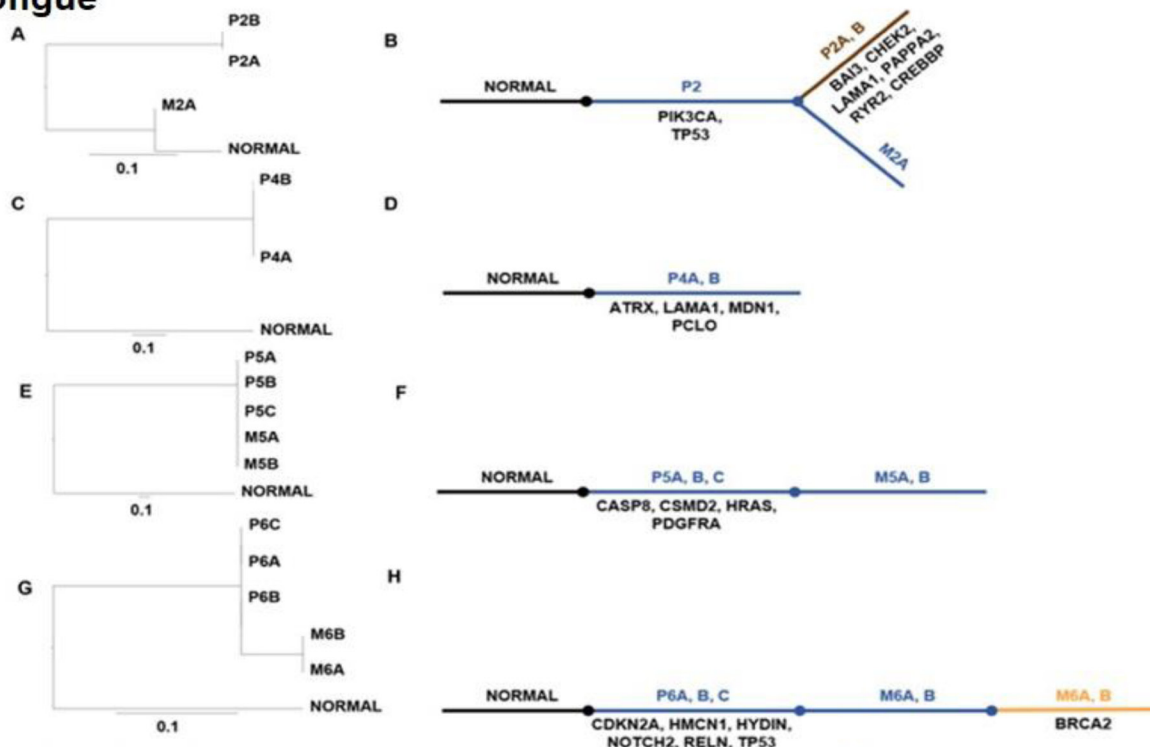 A
P2B
P2A
M2A
NORMAL
0.1
B
NORMAL
P2
PIK3CA,
TP53
P2A, B
BAI3, CHEK2,
LAMA1, PAPPA2,
RYR2, CREBBP
M2A
C
P4B
P4A
NORMAL
0.1
D
NORMAL
P4A, B
ATRX, LAMA1, MDN1,
PCLO
E
P5A
P5B
P5C
M5A
M5B
NORMAL
0.1
F
NORMAL
P5A, B, C
CASP8, CSMD2, HRAS,
PDGFRA
M5A, B
G
P6C
P6A
P6B
M6B
M6A
NORMAL
0.1
H
NORMAL
P6A, B, C
CDKN2A, HMCN1, HYDIN,
NOTCH2, RELN, TP53
M6A, B
M6A, B
BRCA2